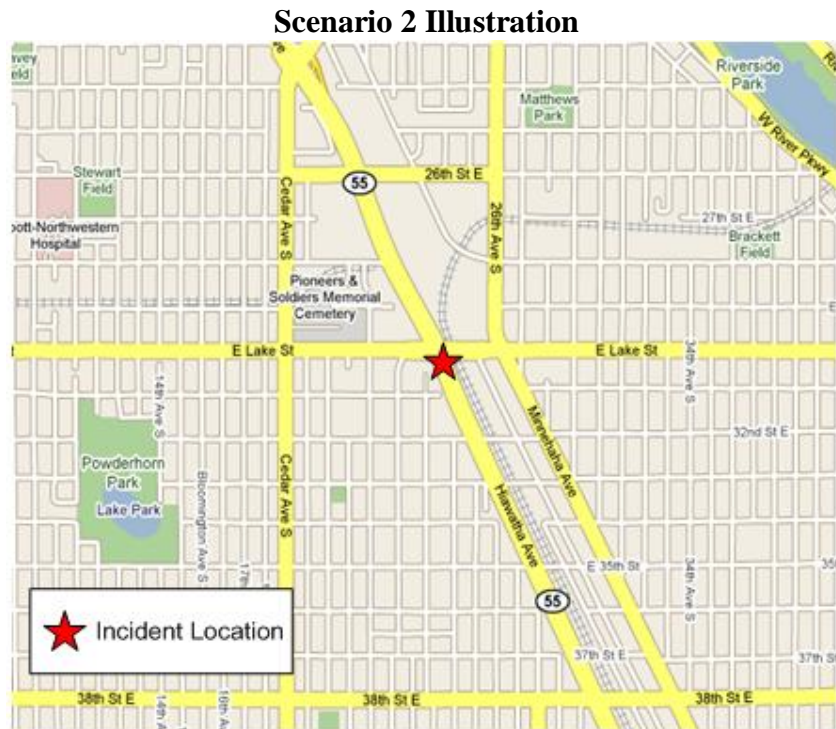 Scenario 2 Illustration
Riverside
Park
Matthews
Park
W River Pkwy
55
26th St E
Stewart
Field
Cedar Ave S
26th Ave S
27th St E
Brackett
Field
ott-Northwestern
Hospital
Pioneers &
Soldiers Memorial
Cemetery
E Lake St
E Lake St
34th Ave S
14th Ave S
Minnehaha Ave
32nd St E
Powderhorn
Park
Lake Park
Bloomington Ave S
Cedar Ave S
Hiawatha Ave
E 35th St
34th Ave S
55
Incident Location
37th St E
37th S
38th St E
38th St E
38th St E